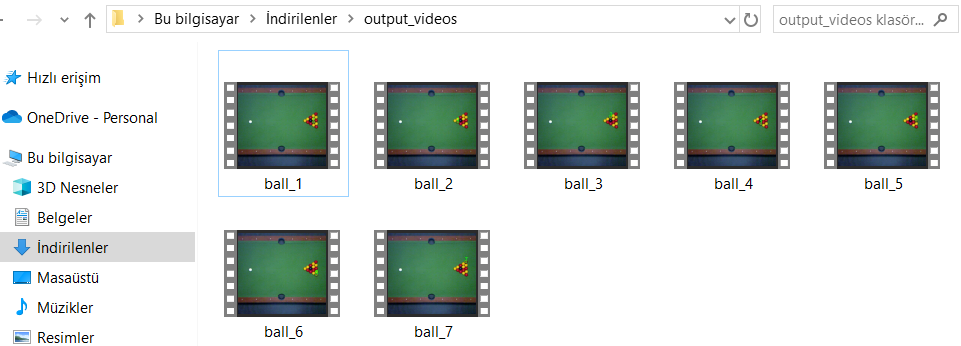 Bu bilgisayar > İndirilenler > output_videos
output_videos klasör...
Hızlı erişim
OneDrive - Personal
Bu bilgisayar
3D Nesneler
Belgeler
İndirilenler
Masaüstü
Müzikler
Resimler
ball_1
ball_2
ball_3
ball_4
ball_5
ball_6
ball_7